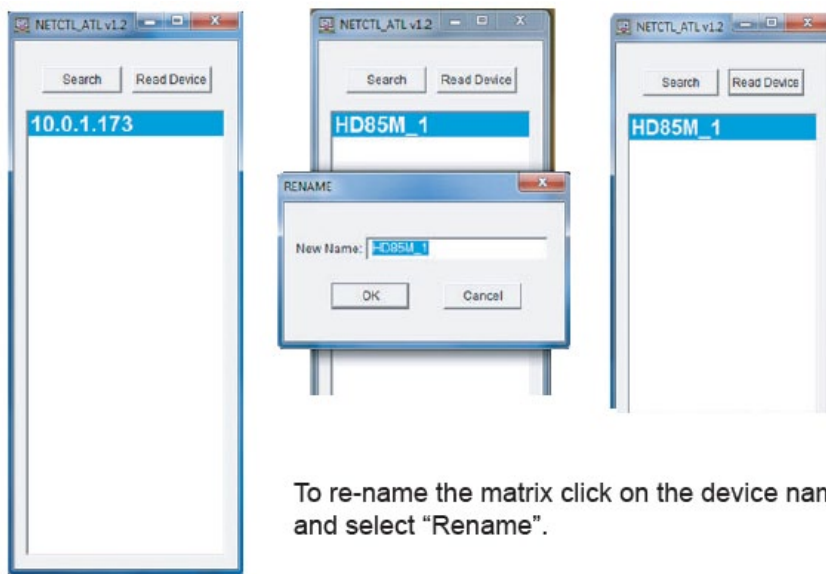 NETCTL_ATL v1.2
Search Read Device
10.0.1.173
NETCTL_ATL v1.2
Search Read Device
HD85M_1
RENAME
New Name: HD85M_1
OK Cancel
NETCTL_ATL v1.2
Search Read Device
HD85M_1
To re-name the matrix click on the device nam
and select “Rename”.